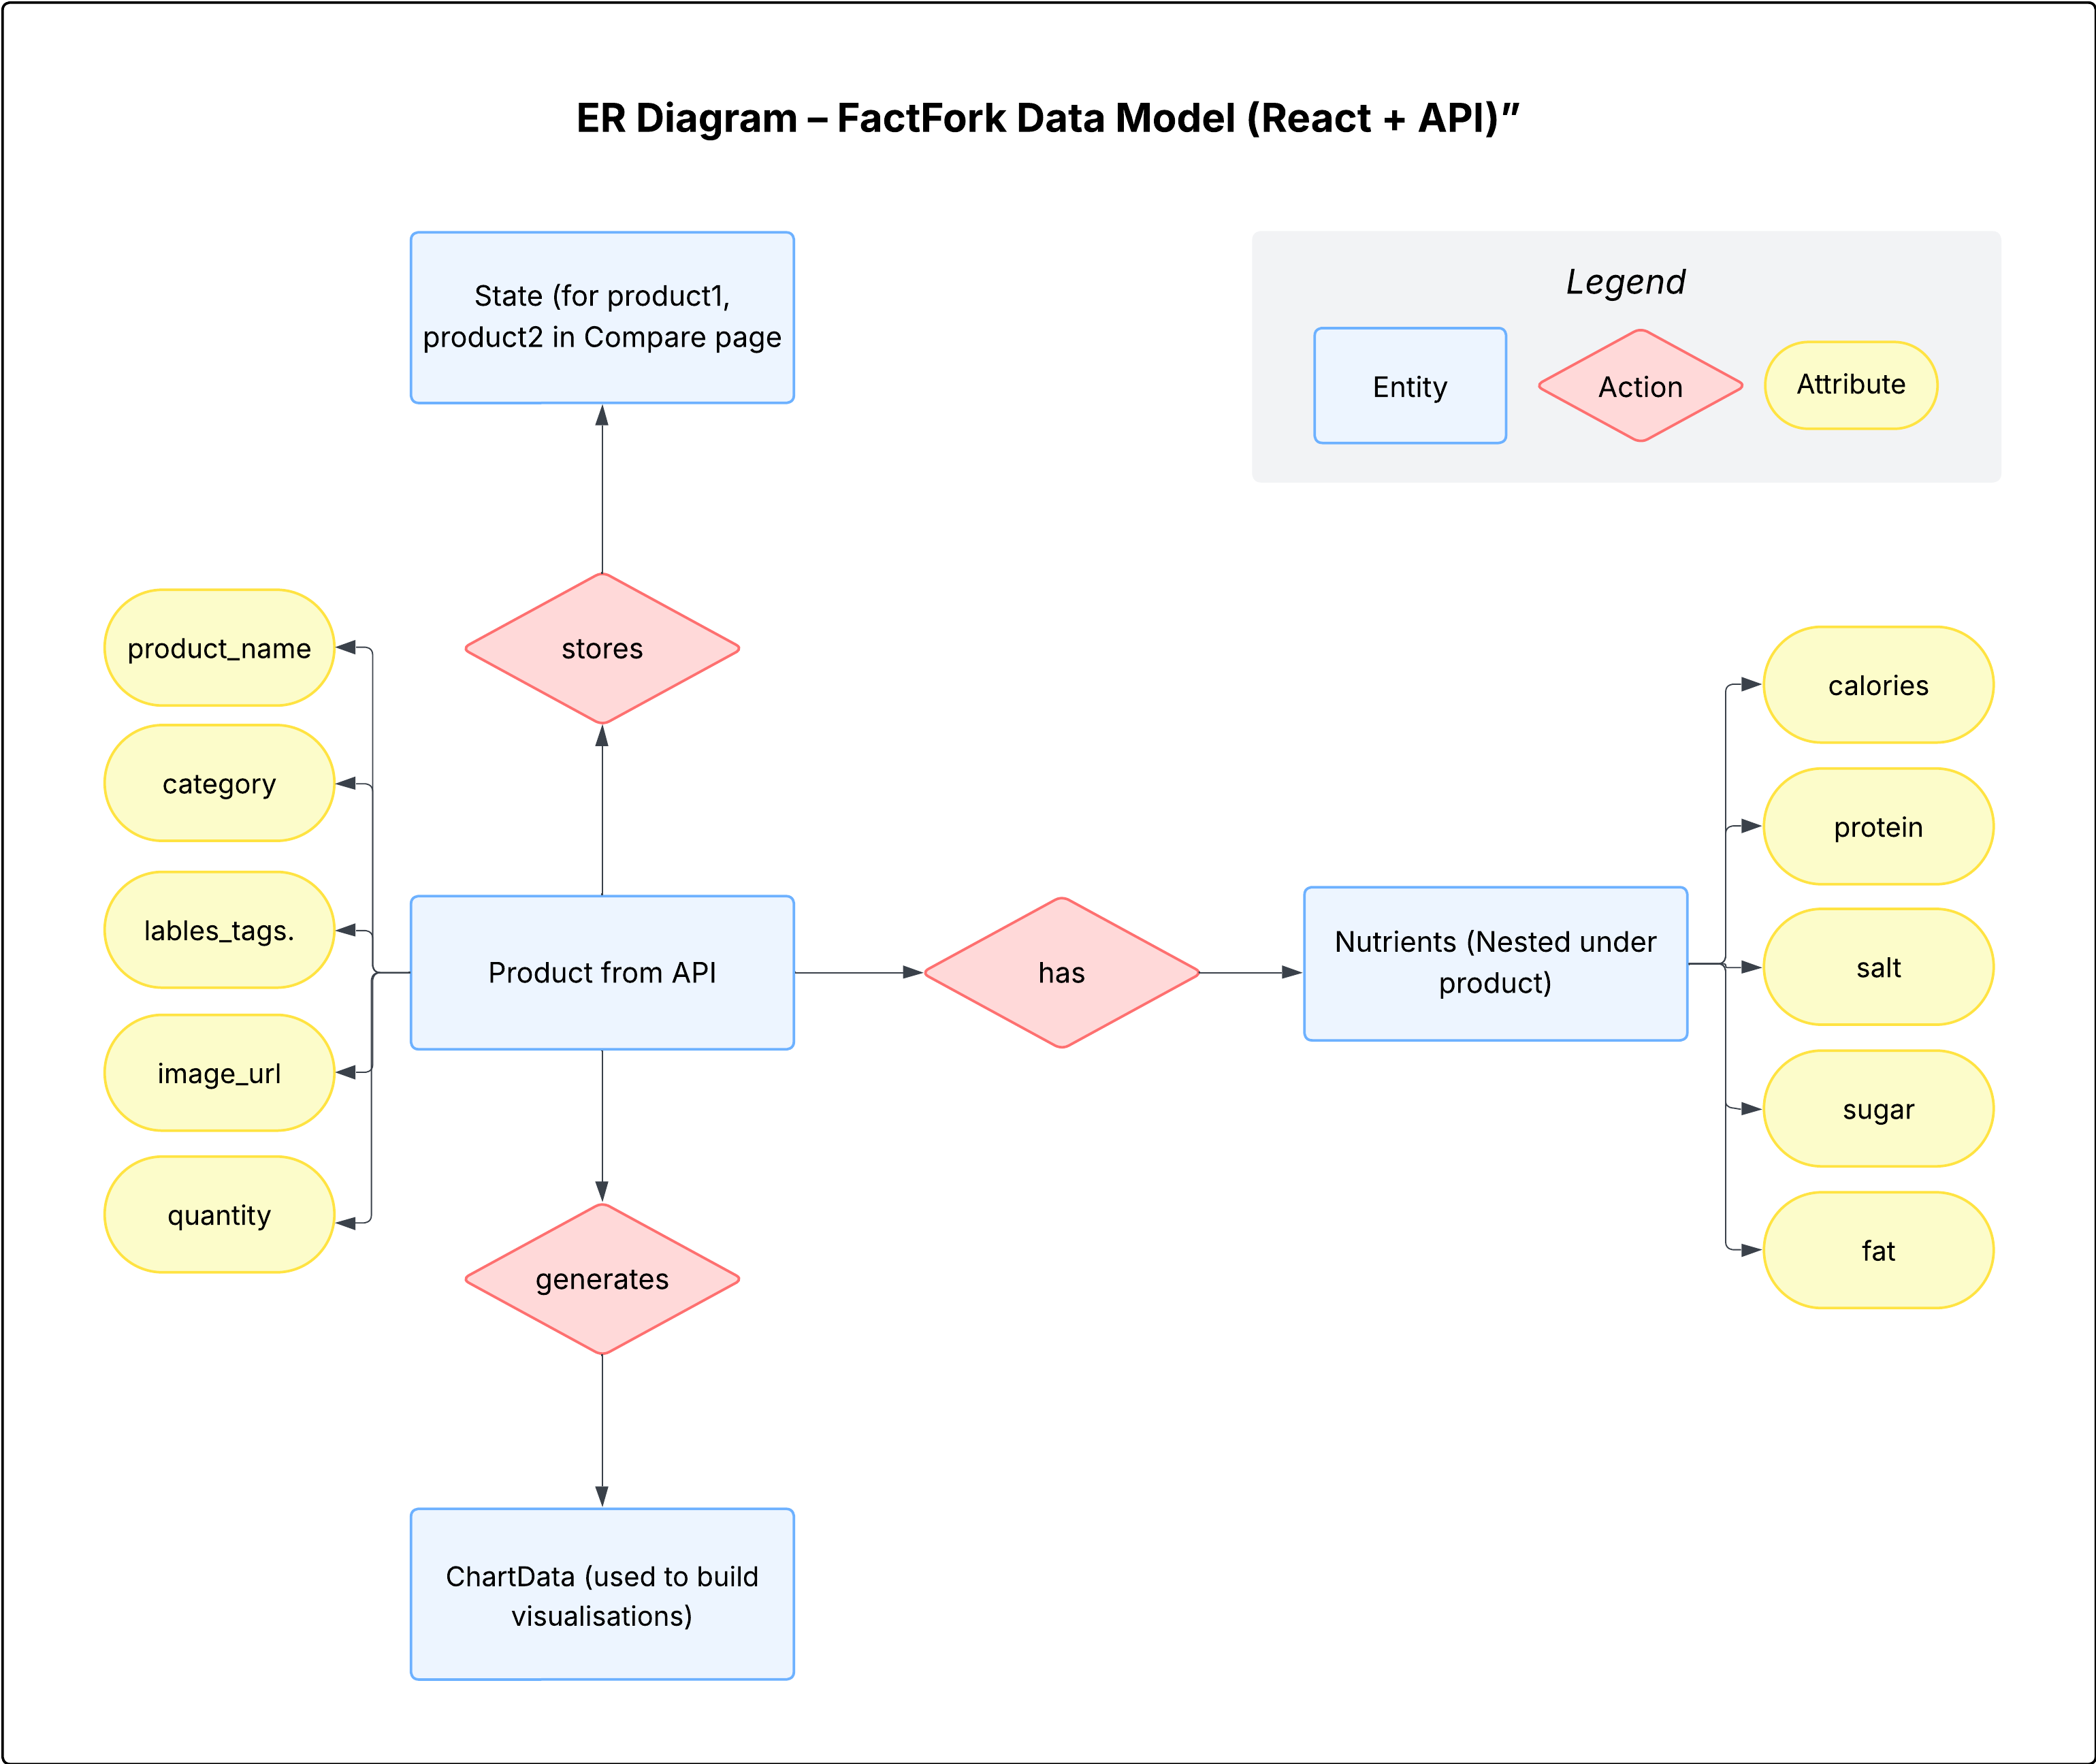 ER Diagram – FactFork Data Model (React + API)”
State (for product1,
product2 in Compare page
Legend
Entity
Action
Attribute
stores
product_name
category
lables_tags.
image_url
quantity
Product from API
has
Nutrients (Nested under
product)
calories
protein
salt
sugar
fat
generates
ChartData (used to build
visualisations)